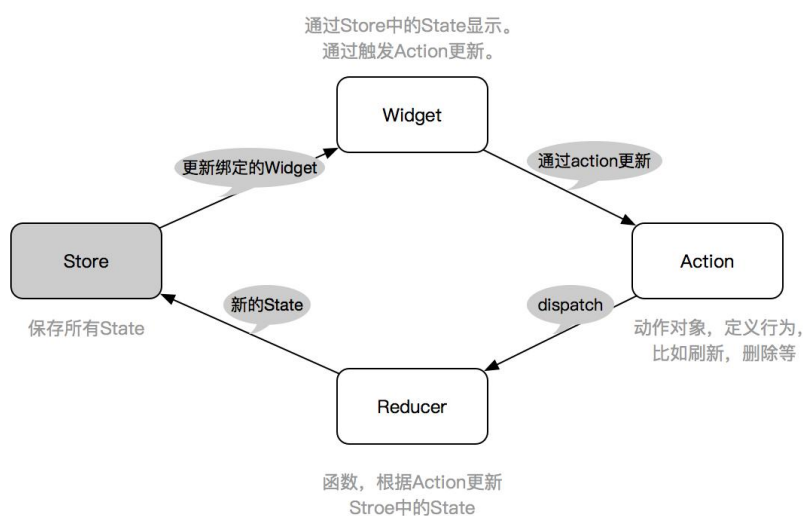 通过Store中的State显示。
通过触发Action更新。
Widget
更新绑定的Widget
通过action更新
Store
Action
新的State
dispatch
保存所有State
动作对象，定义行为，
比如刷新，删除等
Reducer
函数，根据Action更新
Stroe中的State